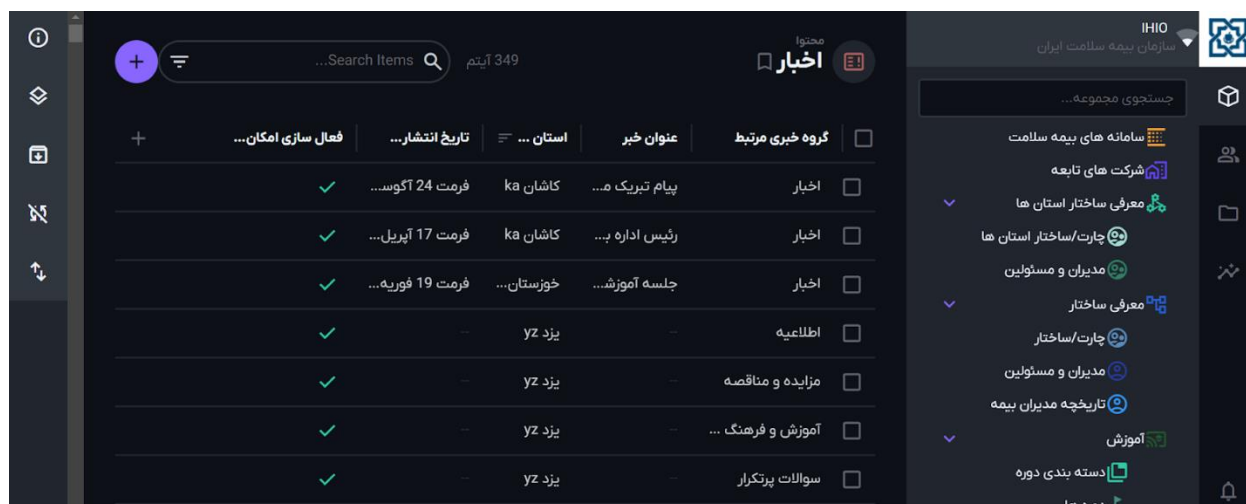 IHIO
سازمان بیمه سلامت ایران
جستجوی مجموعه...
سامانه های بیمه سلامت
شرکت های تابعه
معرفی ساختار استان ها
چارت/ساختار استان ها
مدیران و مسئولین
معرفی ساختار
چارت/ساختار
مدیران و مسئولین
تاریخچه مدیران بیمه
آموزش
دسته بندی دوره
محتوا
اخبار
349 آیتم
Search Items...
گروه خبری مرتبط عنوان خبر استان ... تاریخ انتشار... فعال سازی امکان...
اخبار پیام تبریک م... کاشان ka فرمت 24 آگوس...
اخبار رئیس اداره ب... کاشان ka فرمت 17 آپریل...
اخبار جلسه آموزش... خوزستان... فرمت 19 فوریه...
اطلاعیه -- یزد yz --
مزایده و مناقصه -- یزد yz --
آموزش و فرهنگ ... -- یزد yz --
سوالات پرتکرار -- یزد yz --